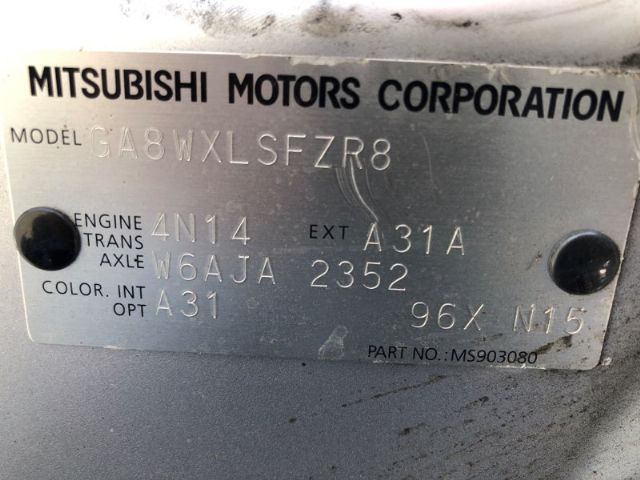 MITSUBISHI MOTORS CORPORATION
MODEL GA8WXLSFZR8
ENGINE 4N14 EXT A31A
TRANS
AXLE W6AJA 2352
COLOR. INT A31
OPT 96X N15
PART NO.: MS903080